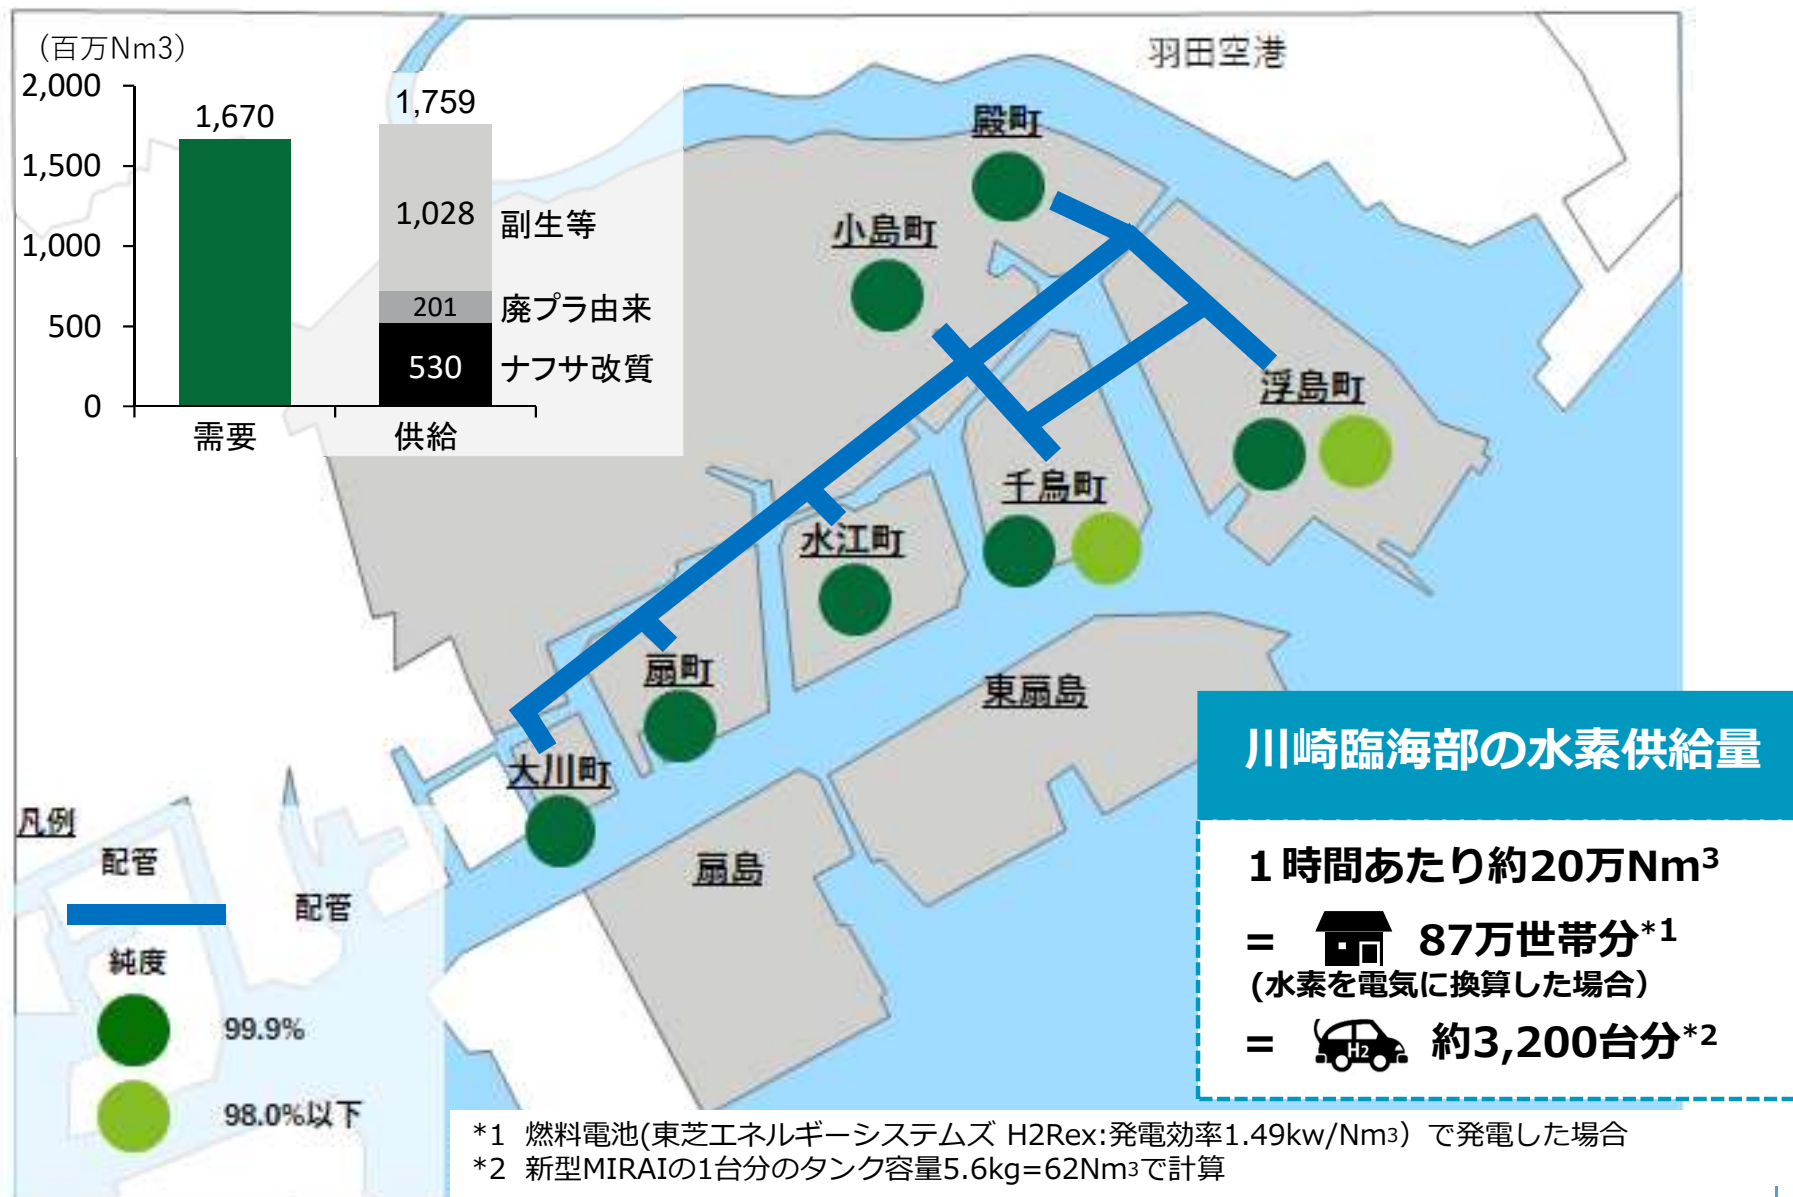 （百万Nm3）
2,000
1,500
1,000
500
0
1,670
1,759
1,028
副生等
201
廃プラ由来
530
ナフサ改質
需要
供給
羽田空港
殿町
小島町
浮島町
千鳥町
水江町
扇町
大川町
東扇島
扇島
凡例
配管
配管
純度
99.9%
98.0%以下
川崎臨海部の水素供給量
１時間あたり約20万Nm3
= 87万世帯分*1
(水素を電気に換算した場合）
= H2 約3,200台分*2
*1 燃料電池(東芝エネルギーシステムズ H2Rex:発電効率1.49kw/Nm3）で発電した場合
*2 新型MIRAIの1台分のタンク容量5.6kg=62Nm3で計算